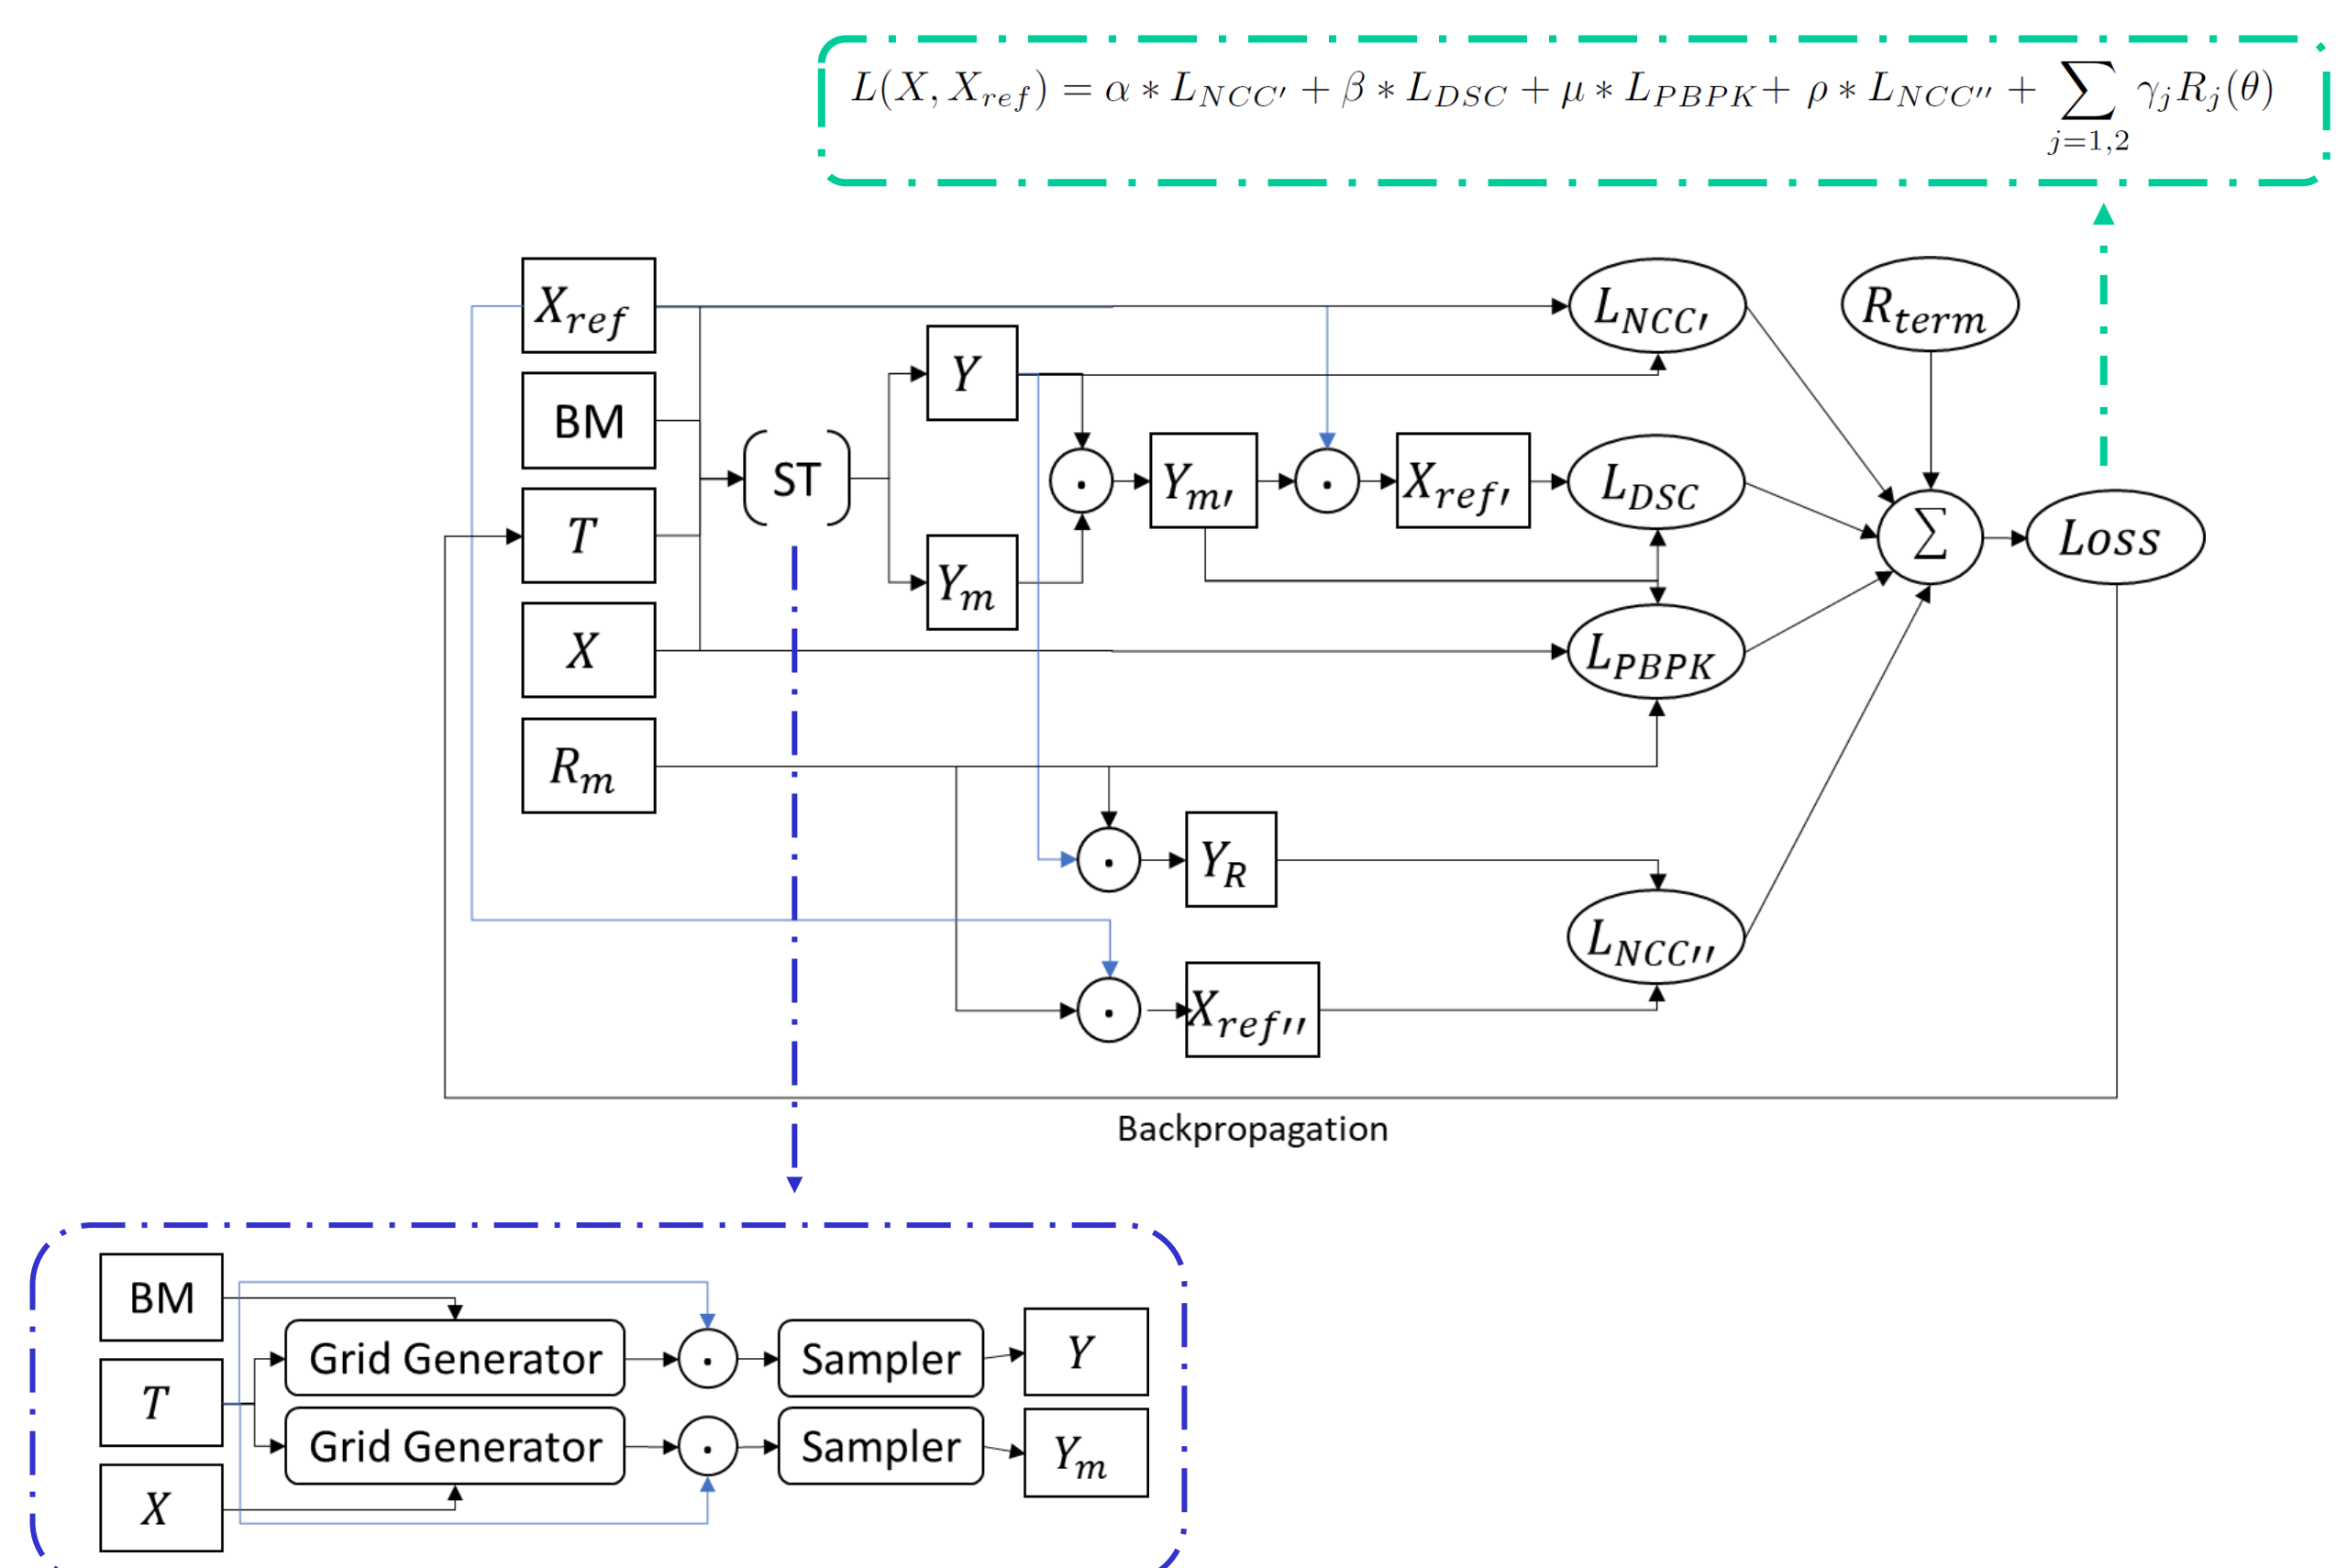 L(X, X_ref) = α * L_NCC′ + β * L_DSC + μ * L_PBPK + ρ * L_NCC″ + ∑_{j=1,2} γ_j R_j(θ)
X_ref
L_NCC′
R_term
Y
BM
ST
.
Y_m′
.
X_ref′
L_DSC
∑
Loss
T
Y_m
X
L_PBPK
R_m
.
Y_R
L_NCC″
.
X_ref″
Backpropagation
BM
Grid Generator
.
Sampler
Y
T
Grid Generator
.
Sampler
Y_m
X